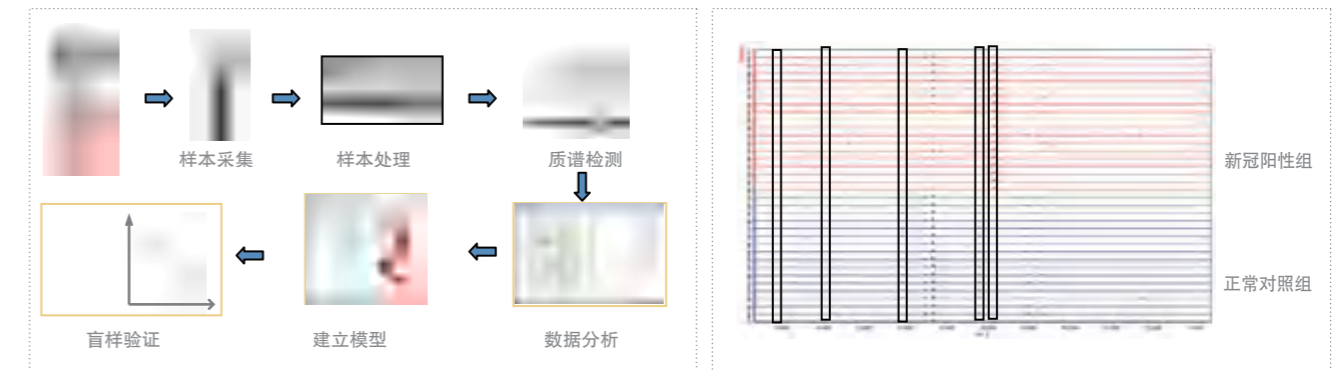 样本采集
样本处理
质谱检测
盲样验证
建立模型
数据分析
新冠阳性组
正常对照组